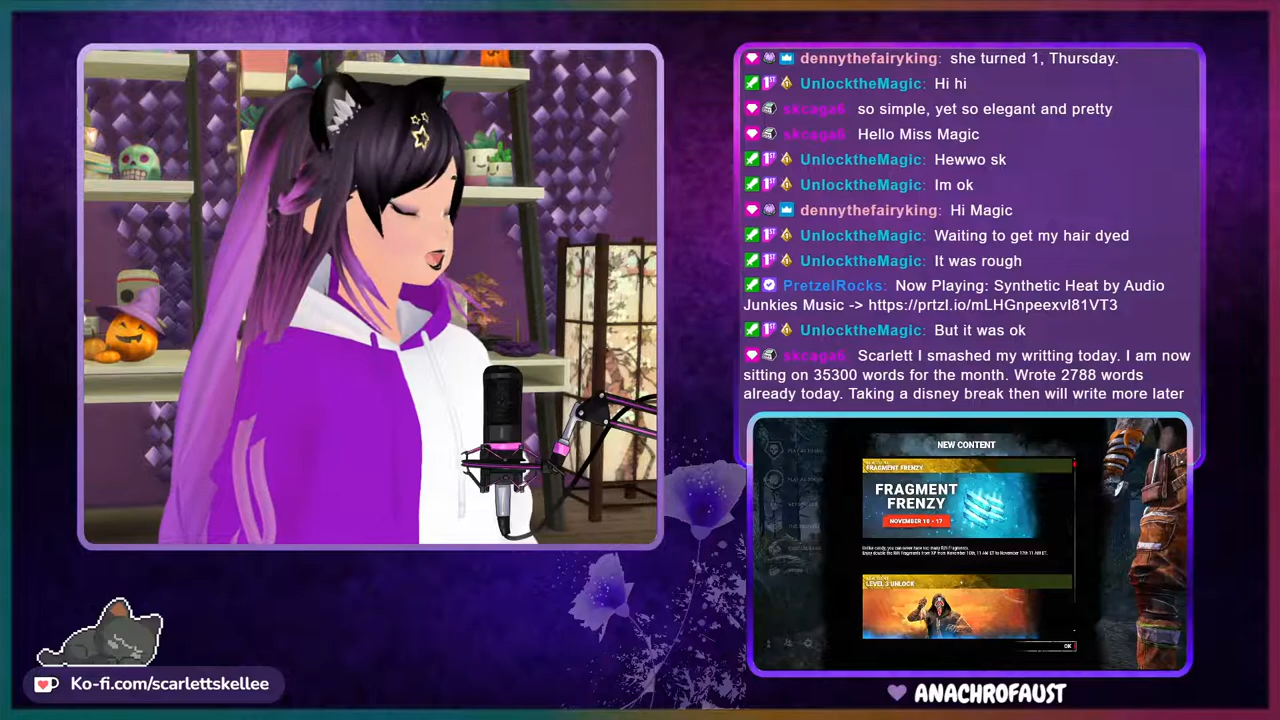 dennythefairyking: she turned 1, Thursday.
UnlocktheMagic: Hi hi
skcaga6 so simple, yet so elegant and pretty
skcaga6 Hello Miss Magic
UnlocktheMagic: Hewwo sk
UnlocktheMagic: Im ok
dennythefairyking: Hi Magic
UnlocktheMagic: Waiting to get my hair dyed
UnlocktheMagic: It was rough
PretzelRocks: Now Playing: Synthetic Heat by Audio
Junkies Music -> https://prtzl.io/mLHGnpeexvl81VT3
UnlocktheMagic: But it was ok
skcaga6 Scarlett I smashed my writting today. I am now
sitting on 35300 words for the month. Wrote 2788 words
already today. Taking a disney break then will write more later
NEW CONTENT
FRAGMENT FRENZY
FRAGMENT
FRENZY
LEVEL 3 UNLOCK
OK
Ko-fi.com/scarlettskellee
ANACHROFAUST